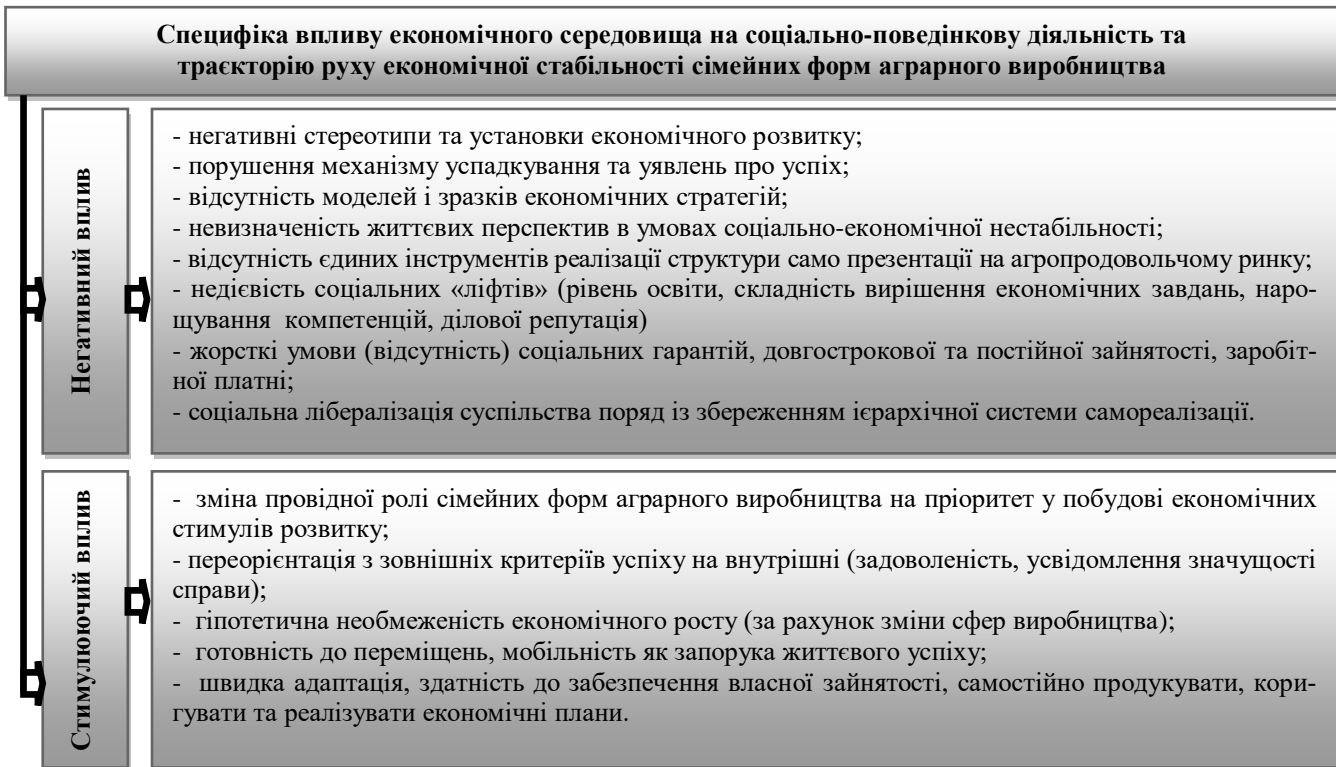 Специфіка впливу економічного середовища на соціально-поведінкову діяльність та
траєкторію руху економічної стабільності сімейних форм аграрного виробництва
Негативний вплив
- негативні стереотипи та установки економічного розвитку;
- порушення механізму успадкування та уявлень про успіх;
- відсутність моделей і зразків економічних стратегій;
- невизначеність життєвих перспектив в умовах соціально-економічної нестабільності;
- відсутність єдиних інструментів реалізації структури само презентації на агропродовольчому ринку;
- недієвість соціальних «ліфтів» (рівень освіти, складність вирішення економічних завдань, наро-
щування компетенцій, ділової репутація)
- жорсткі умови (відсутність) соціальних гарантій, довгострокової та постійної зайнятості, заробіт-
ної платні;
- соціальна лібералізація суспільства поряд із збереженням ієрархічної системи самореалізації.
Стимулюючий вплив
- зміна провідної ролі сімейних форм аграрного виробництва на пріоритет у побудові економічних
стимулів розвитку;
- переорієнтація з зовнішніх критеріїв успіху на внутрішні (задоволеність, усвідомлення значущості
справи);
- гіпотетична необмеженість економічного росту (за рахунок зміни сфер виробництва);
- готовність до переміщень, мобільність як запорука життєвого успіху;
- швидка адаптація, здатність до забезпечення власної зайнятості, самостійно продукувати, кори-
гувати та реалізувати економічні плани.